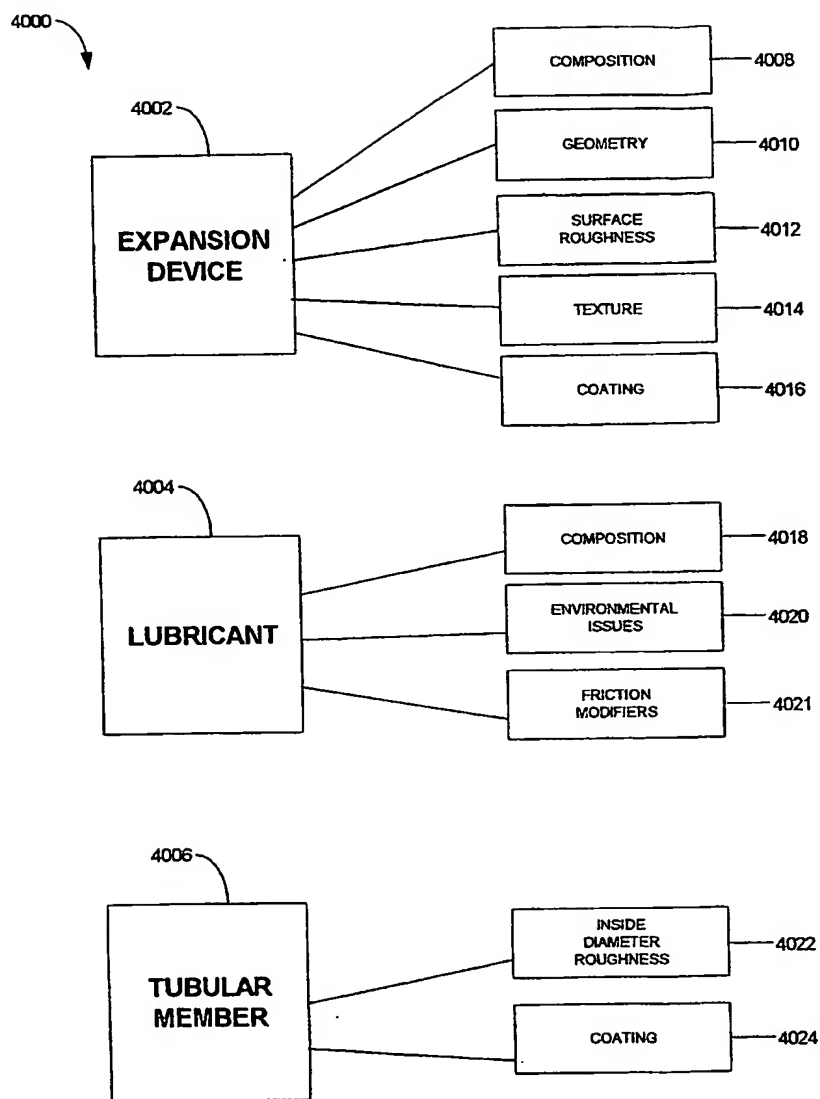 4000
4002
EXPANSION
DEVICE
COMPOSITION
4008
GEOMETRY
4010
SURFACE
ROUGHNESS
4012
TEXTURE
4014
COATING
4016
4004
LUBRICANT
COMPOSITION
4018
ENVIRONMENTAL
ISSUES
4020
FRICTION
MODIFIERS
4021
4006
TUBULAR
MEMBER
INSIDE
DIAMETER
ROUGHNESS
4022
COATING
4024